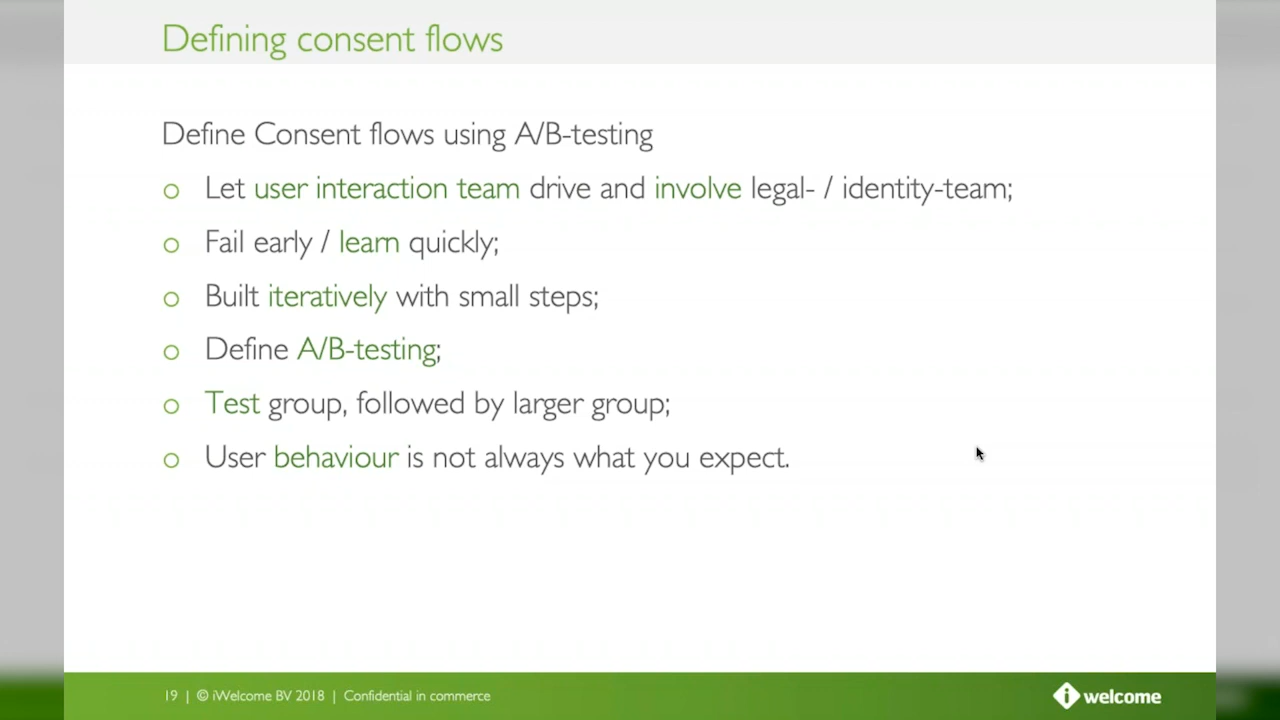 Defining consent flows
Define Consent flows using A/B-testing
Let user interaction team drive and involve legal- / identity-team;
Fail early / learn quickly;
Built iteratively with small steps;
Define A/B-testing;
Test group, followed by larger group;
User behaviour is not always what you expect.
19 | © iWelcome BV 2018 | Confidential in commerce
i welcome